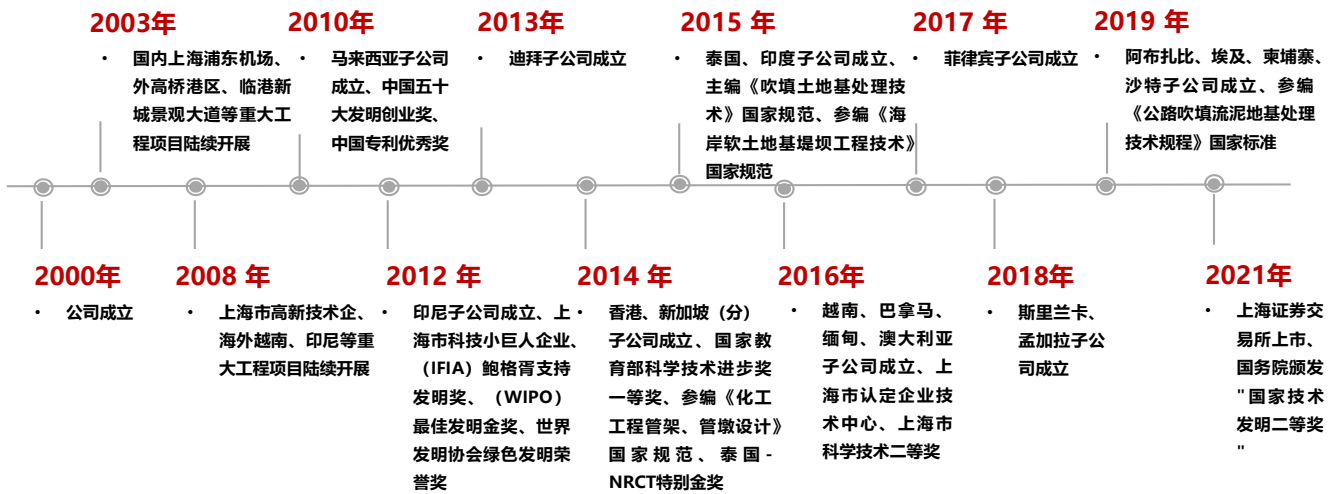 2003年
• 国内上海浦东机场、
外高桥港区、临港新
城景观大道等重大工
程项目陆续开展
2010年
• 马来西亚子公司
成立、中国五十
大发明创业奖、
中国专利优秀奖
2013年
• 迪拜子公司成立
2015 年
• 泰国、印度子公司成立、
主编《吹填土地基处理技
术》国家规范、参编《海
岸软土地基堤坝工程技术》
国家规范
2017 年
• 菲律宾子公司成立
2019 年
• 阿布扎比、埃及、柬埔寨、
沙特子公司成立、参编
《公路吹填流泥地基处理
技术规程》国家标准
2000年
• 公司成立
2008 年
• 上海市高新技术企、
海外越南、印尼等重
大工程项目陆续开展
2012 年
• 印尼子公司成立、上
海市科技小巨人企业、
（IFIA）鲍格胥支持
发明奖、（WIPO）
最佳发明金奖、世界
发明协会绿色发明荣
誉奖
2014 年
• 香港、新加坡（分）
子公司成立、国家教
育部科学技术进步奖
一等奖、参编《化工
工程管架、管墩设计》
国家规范、泰国-
NRCT特别金奖
2016年
• 越南、巴拿马、
缅甸、澳大利亚
子公司成立、上
海市认定企业技
术中心、上海市
科学技术二等奖
2018年
• 斯里兰卡、
孟加拉子公
司成立
2021年
• 上海证券交
易所上市、
国务院颁发
"国家技术
发明二等奖
"